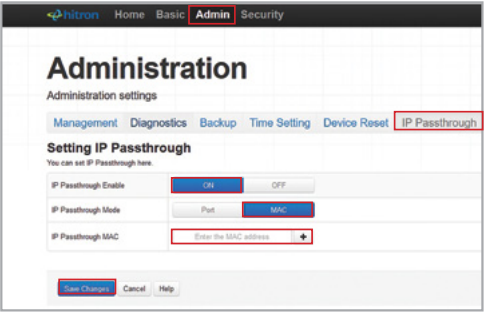 hitron Home Basic Admin Security
Administration
Administration settings
Management Diagnostics Backup Time Setting Device Reset IP Passthrough
Setting IP Passthrough
You can set IP Passthrough here.
IP Passthrough Enable ON OFF
IP Passthrough Mode Port MAC
IP Passthrough MAC Enter the MAC address +
Save Changes Cancel Help